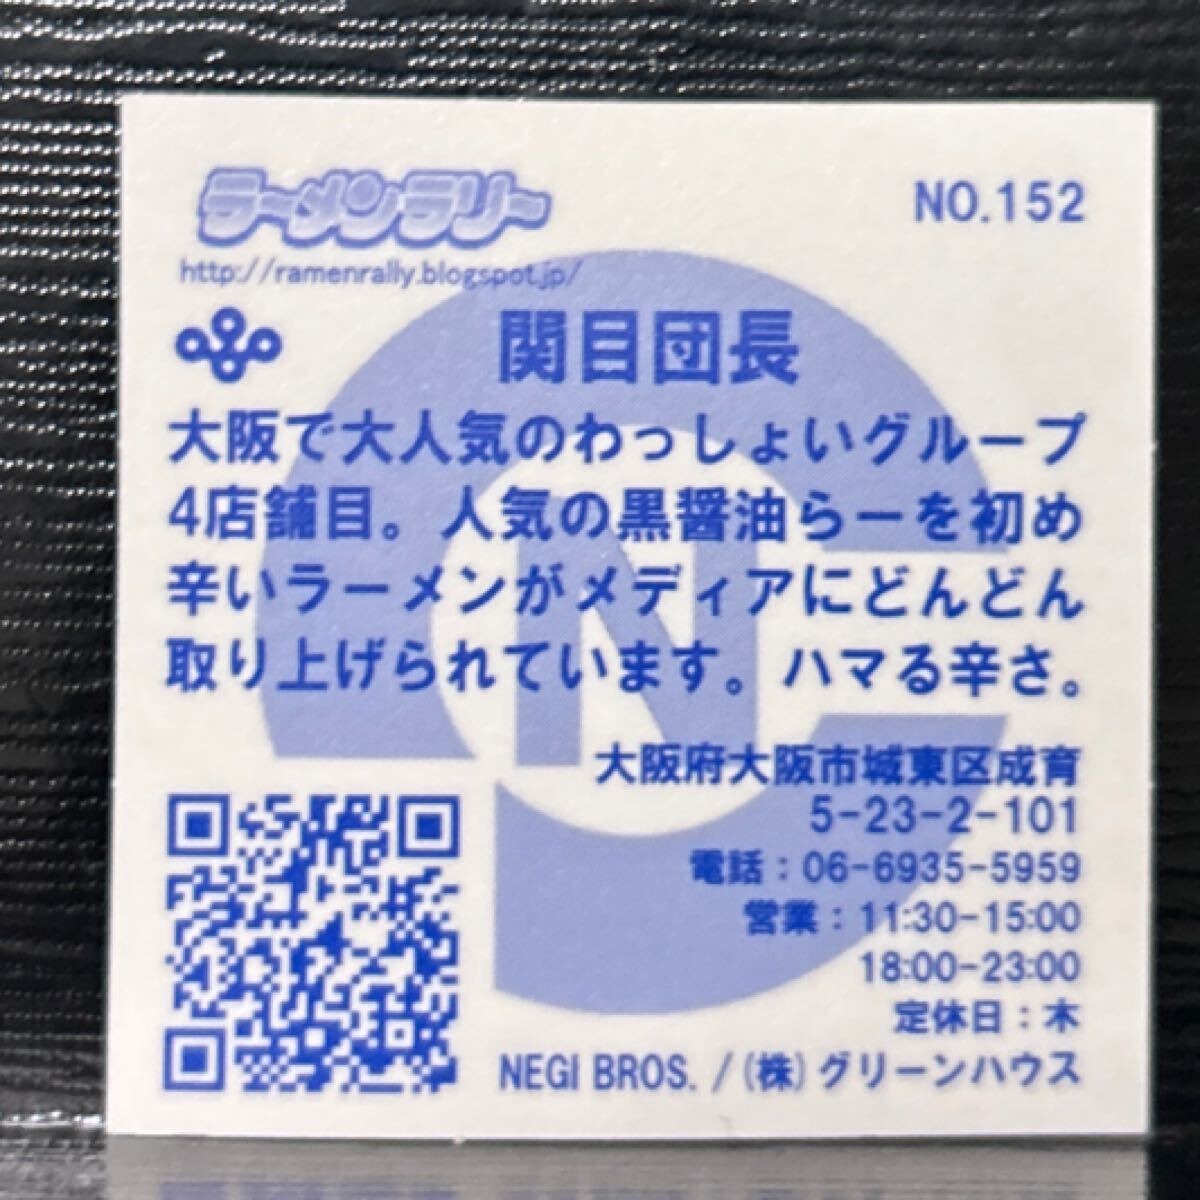 ラーメンラリー
NO.152
http://ramenrally.blogspot.jp/
関目団長
大阪で大人気のわっしょいグループ
4店舗目。人気の黒醤油らーを初め
辛いラーメンがメディアにどんどん
取り上げられています。ハマる辛さ。
大阪府大阪市城東区成育
5-23-2-101
電話：06-6935-5959
営業：11:30-15:00
18:00-23:00
定休日：木
NEGI BROS. / (株) グリーンハウス
N